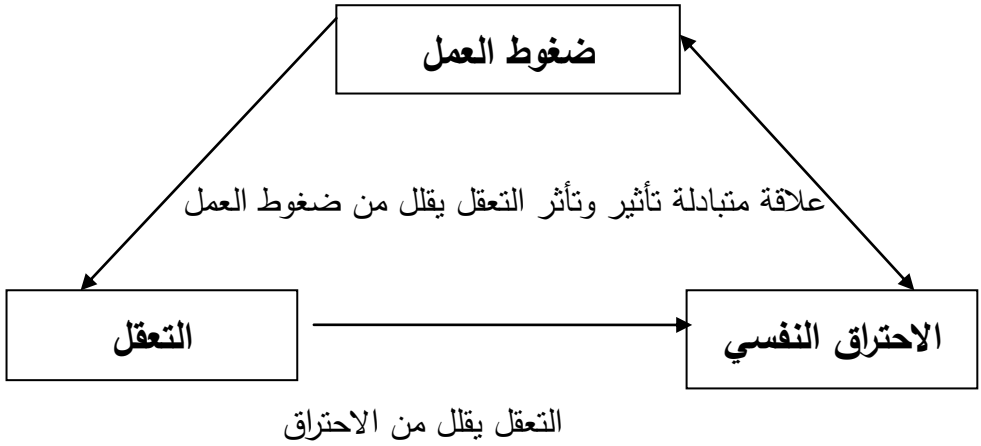 ضغوط العمل
علاقة متبادلة تأثير وتأثر التعقل يقلل من ضغوط العمل
الاحتراق النفسي
التعقل
التعقل يقلل من الاحتراق